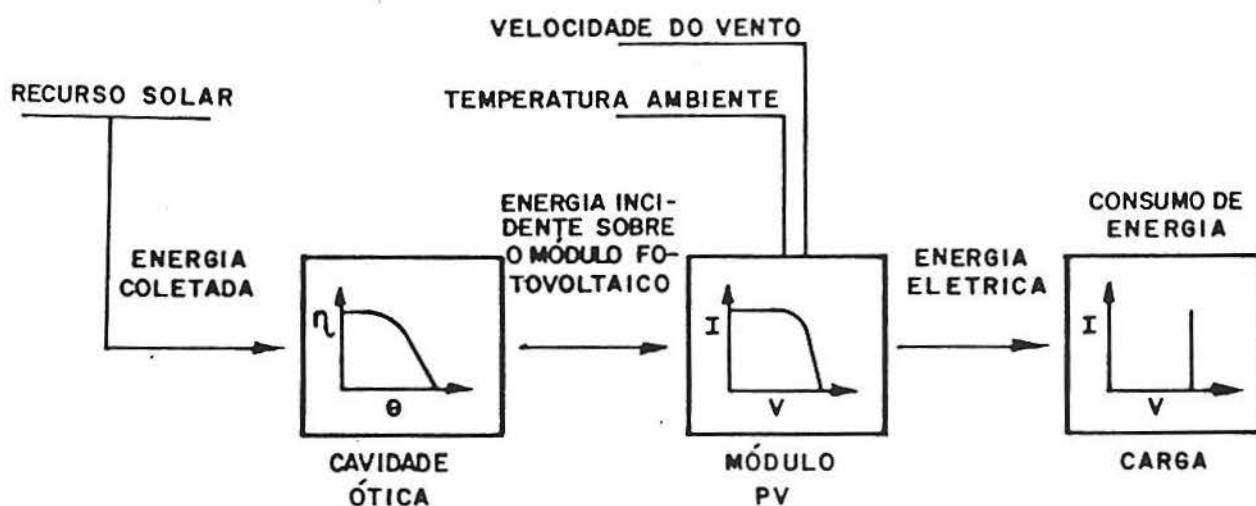 VELOCIDADE DO VENTO
RECURSO SOLAR
TEMPERATURA AMBIENTE
ENERGIA
COLETADA
ENERGIA INCI-
DENTE SOBRE
O MÓDULO FO-
TOVOLTAICO
ENERGIA
ELETRICA
CONSUMO DE
ENERGIA
η
θ
I
V
I
V
CAVIDADE
ÓTICA
MÓDULO
PV
CARGA